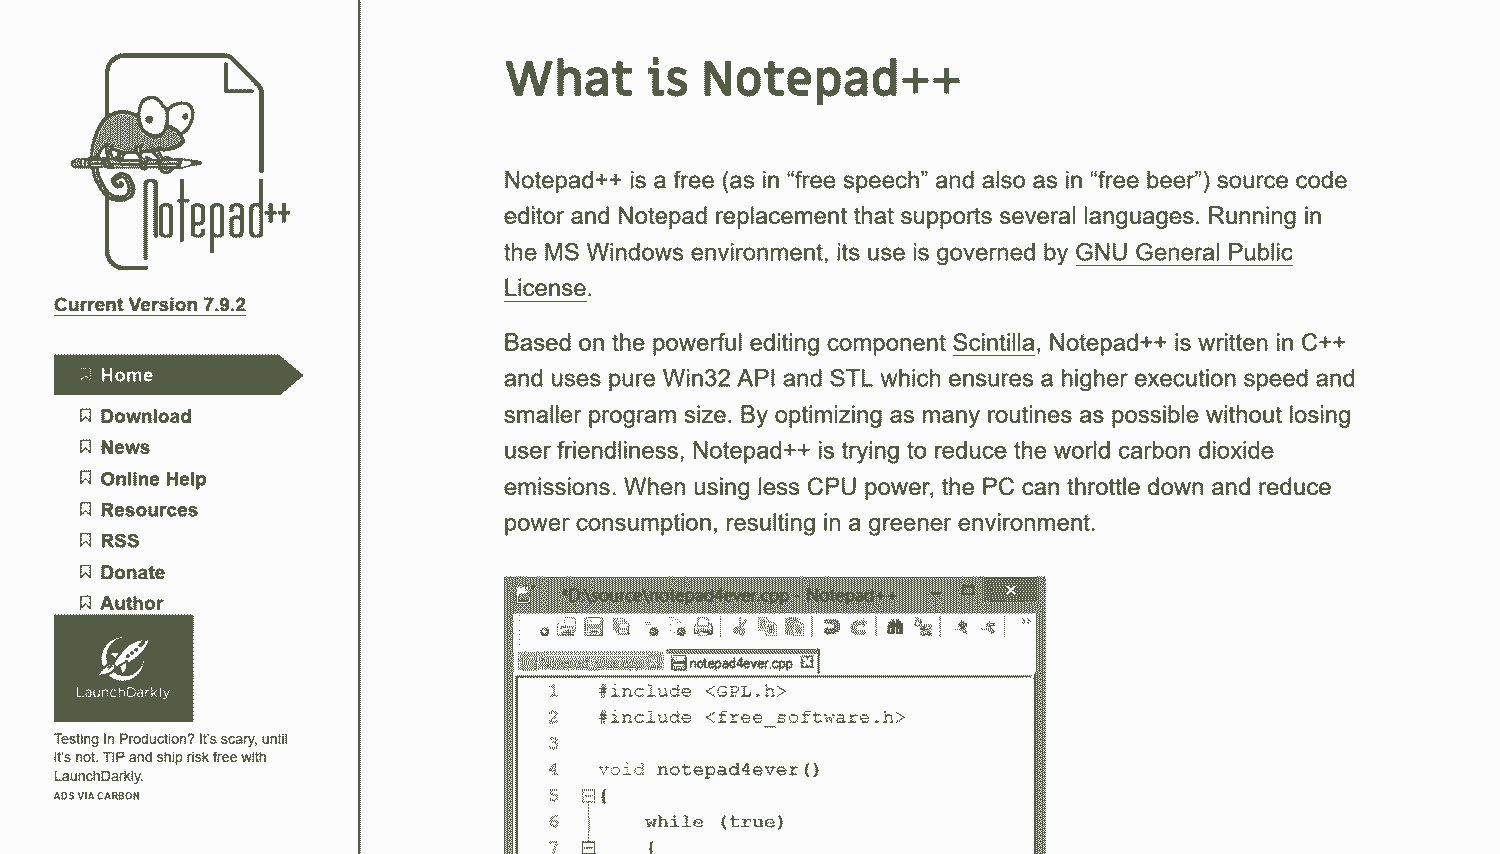 Notepad++
Current Version 7.9.2
Home
Download
News
Online Help
Resources
RSS
Donate
Author
LaunchDarkly
Testing In Production? It's scary, until
it's not. TIP and ship risk free with
LaunchDarkly.
ADS VIA CARBON
What is Notepad++
Notepad++ is a free (as in “free speech” and also as in “free beer”) source code
editor and Notepad replacement that supports several languages. Running in
the MS Windows environment, its use is governed by GNU General Public
License.
Based on the powerful editing component Scintilla, Notepad++ is written in C++
and uses pure Win32 API and STL which ensures a higher execution speed and
smaller program size. By optimizing as many routines as possible without losing
user friendliness, Notepad++ is trying to reduce the world carbon dioxide
emissions. When using less CPU power, the PC can throttle down and reduce
power consumption, resulting in a greener environment.
*D:\source\notepad4ever.cpp - Notepad++
notepad4ever.cpp
1 #include <GPL.h>
2 #include <free_software.h>
3
4 void notepad4ever()
5 {
6 while (true)
7 {